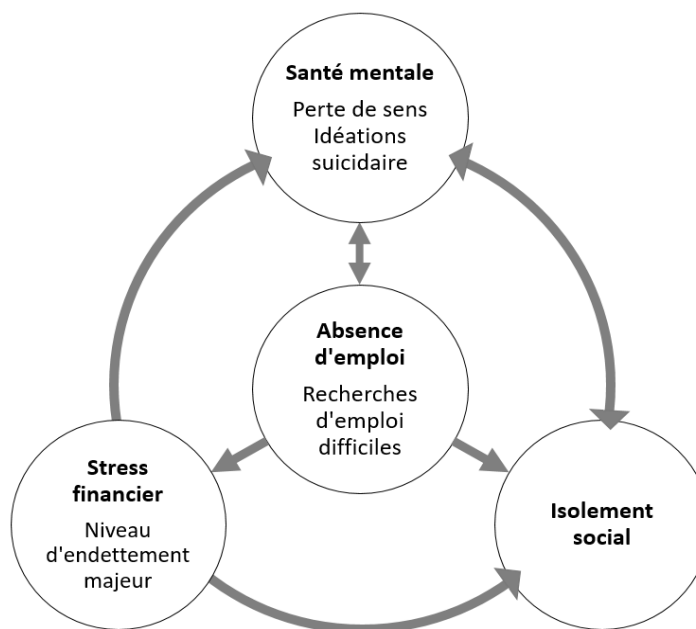 Santé mentale
Perte de sens
Idéations
suicidaire
Absence
d'emploi
Recherches
d'emploi
difficiles
Stress
financier
Niveau
d'endettement
majeur
Isolement
social